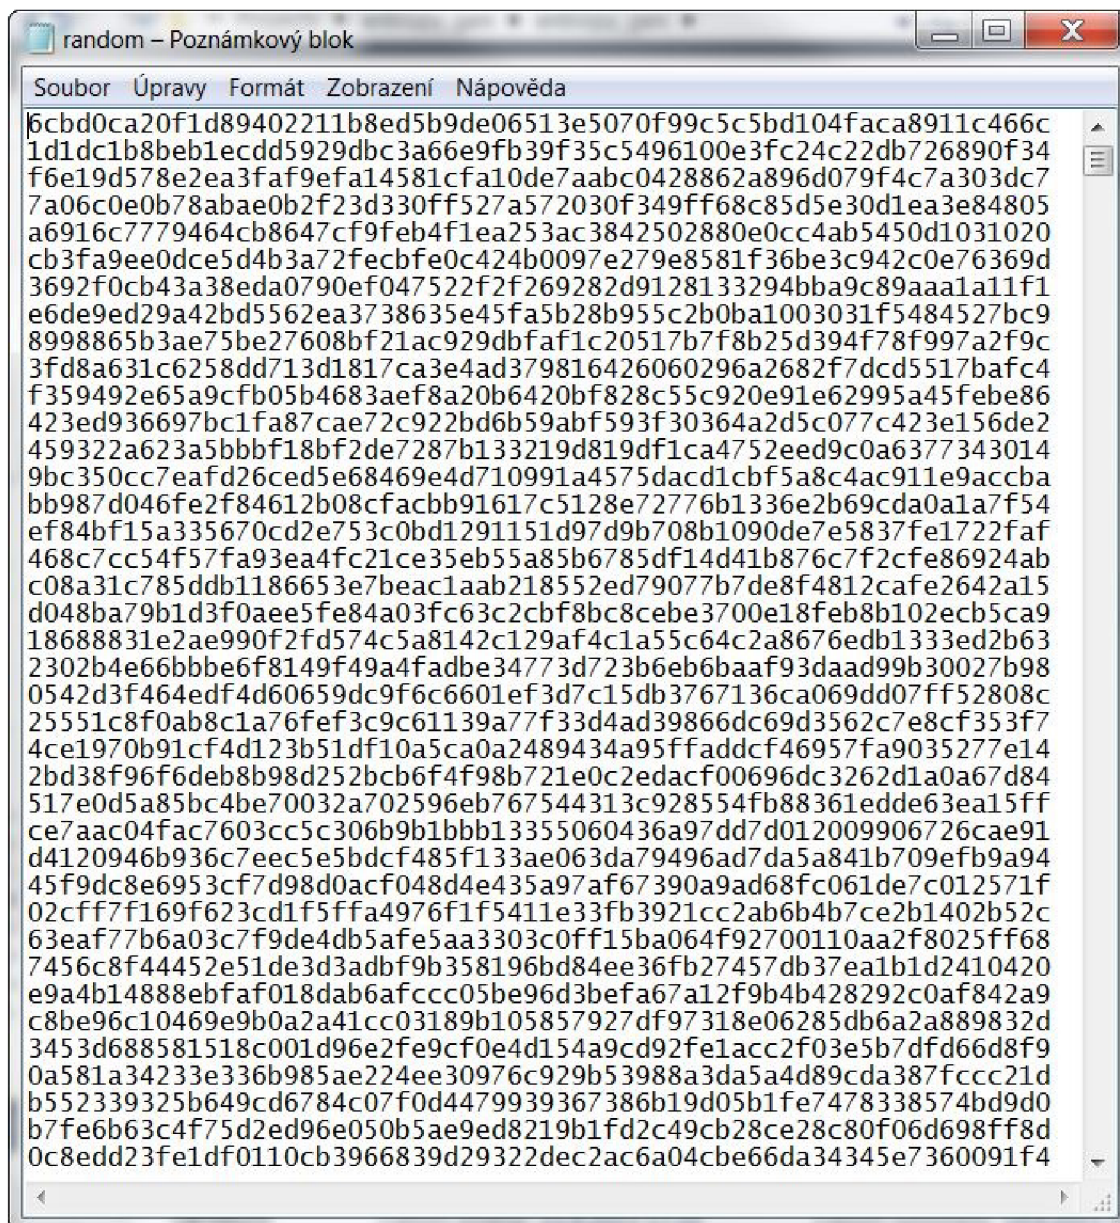 random – Poznámkový blok
Soubor Úpravy Formát Zobrazení Nápověda
6cbd0ca20f1d89402211b8ed5b9de06513e5070f99c5c5bd104faca8911c466c
1d1dc1b8beb1ecdd5929dbc3a66e9fb39f35c5496100e3fc24c22db726890f34
f6e19d578e2ea3faf9efa14581cfa10de7aabc0428862a896d079f4c7a303dc7
7a06c0e0b78abae0b2f23d330ff527a572030f349ff68c85d5e30d1ea3e84805
a6916c7779464cb8647cf9feb4f1ea253ac3842502880e0cc4ab5450d1031020
cb3fa9ee0dce5d4b3a72fecbfe0c424b0097e279e8581f36be3c942c0e76369d
3692f0cb43a38eda0790ef047522f2f269282d9128133294bba9c89aaa1a11f1
e6de9ed29a42bd5562ea3738635e45fa5b28b955c2b0ba1003031f5484527bc9
8998865b3ae75be27608bf21ac929dbfaf1c20517b7f8b25d394f78f997a2f9c
3fd8a631c6258dd713d1817ca3e4ad379816426060296a2682f7dcd5517bafc4
f359492e65a9cfb05b4683aef8a20b6420bf828c55c920e91e62995a45febe86
423ed936697bc1fa87cae72c922bd6b59abf593f30364a2d5c077c423e156de2
459322a623a5bbbf18bf2de7287b133219d819df1ca4752eed9c0a6377343014
9bc350cc7eafd26ced5e68469e4d710991a4575dacd1cbf5a8c4ac911e9accba
bb987d046fe2f84612b08cfacbb91617c5128e72776b1336e2b69cda0a1a7f54
ef84bf15a335670cd2e753c0bd1291151d97d9b708b1090de7e5837fe1722faf
468c7cc54f57fa93ea4fc21ce35eb55a85b6785df14d41b876c7f2cfe86924ab
c08a31c785ddb1186653e7beac1aab218552ed79077b7de8f4812cafe2642a15
d048ba79b1d3f0aee5fe84a03fc63c2cbf8bc8cebe3700e18feb8b102ecb5ca9
18688831e2ae990f2fd574c5a8142c129af4c1a55c64c2a8676edb1333ed2b63
2302b4e66bbbe6f8149f49a4fadbe34773d723b6eb6baaf93daad99b30027b98
0542d3f464edf4d60659dc9f6c6601ef3d7c15db3767136ca069dd07ff52808c
25551c8f0ab8c1a76fef3c9c61139a77f33d4ad39866dc69d3562c7e8cf353f7
4ce1970b91cf4d123b51df10a5ca0a2489434a95ffaddcf46957fa9035277e14
2bd38f96f6deb8b98d252bcb6f4f98b721e0c2edacf00696dc3262d1a0a67d84
517e0d5a85bc4be70032a702596eb767544313c928554fb88361edde63ea15ff
ce7aac04fac7603cc5c306b9b1bbb13355060436a97dd7d012009906726cae91
d4120946b936c7eec5e5bdcf485f133ae063da79496ad7da5a841b709efb9a94
45f9dc8e6953cf7d98d0acf048d4e435a97af67390a9ad68fc061de7c012571f
02cff7f169f623cd1f5ffa4976f1f5411e33fb3921cc2ab6b4b7ce2b1402b52c
63eaf77b6a03c7f9de4db5afe5aa3303c0ff15ba064f92700110aa2f8025ff68
7456c8f44452e51de3d3adbf9b358196bd84ee36fb27457db37ea1b1d2410420
e9a4b14888ebfaf018dab6afccc05be96d3befa67a12f9b4b428292c0af842a9
c8be96c10469e9b0a2a41cc03189b105857927df97318e06285db6a2a889832d
3453d688581518c001d96e2fe9cf0e4d154a9cd92fe1acc2f03e5b7dfd66d8f9
0a581a34233e336b985ae224ee30976c929b53988a3da5a4d89cda387fccc21d
b552339325b649cd6784c07f0d4479939367386b19d05b1fe7478338574bd9d0
b7fe6b63c4f75d2ed96e050b5ae9ed8219b1fd2c49cb28ce28c80f06d698ff8d
0c8edd23fe1df0110cb3966839d29322dec2ac6a04cbe66da34345e7360091f4